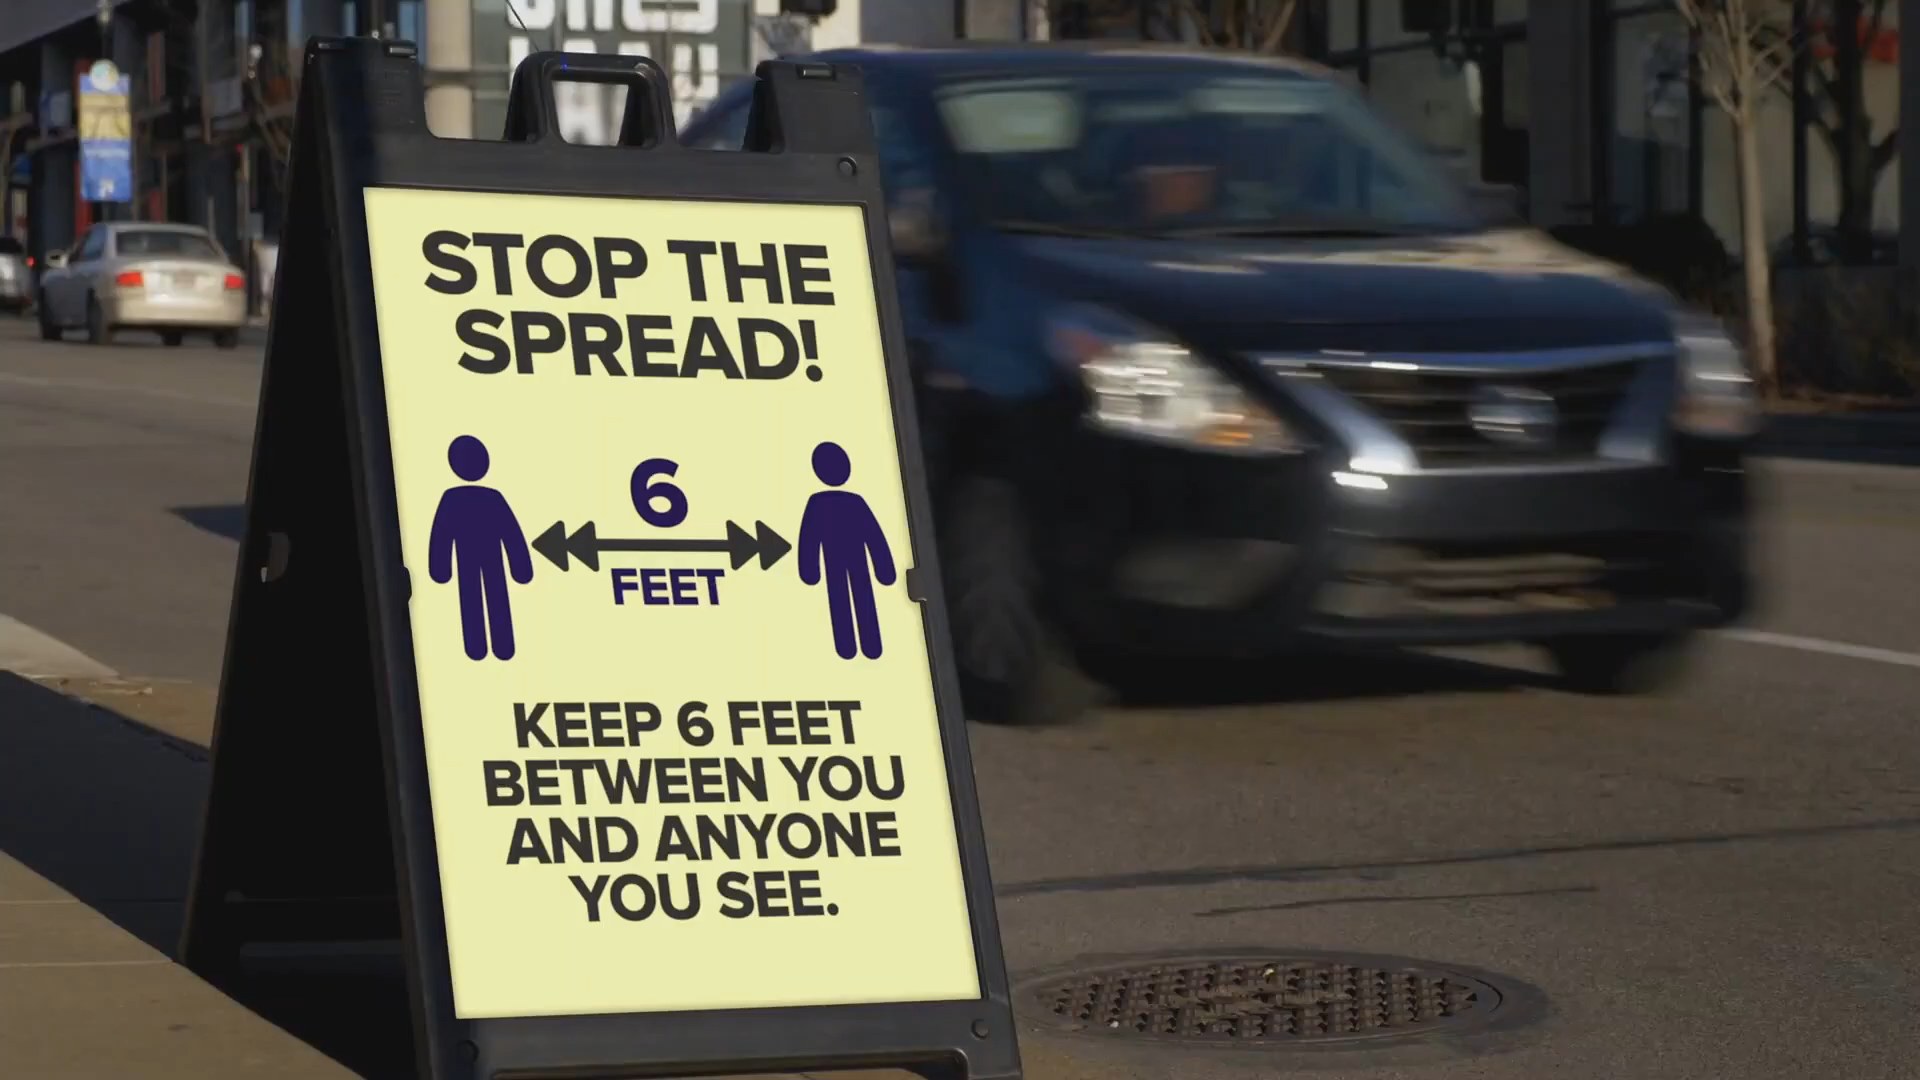 STOP THE
SPREAD!
6
FEET
KEEP 6 FEET
BETWEEN YOU
AND ANYONE
YOU SEE.